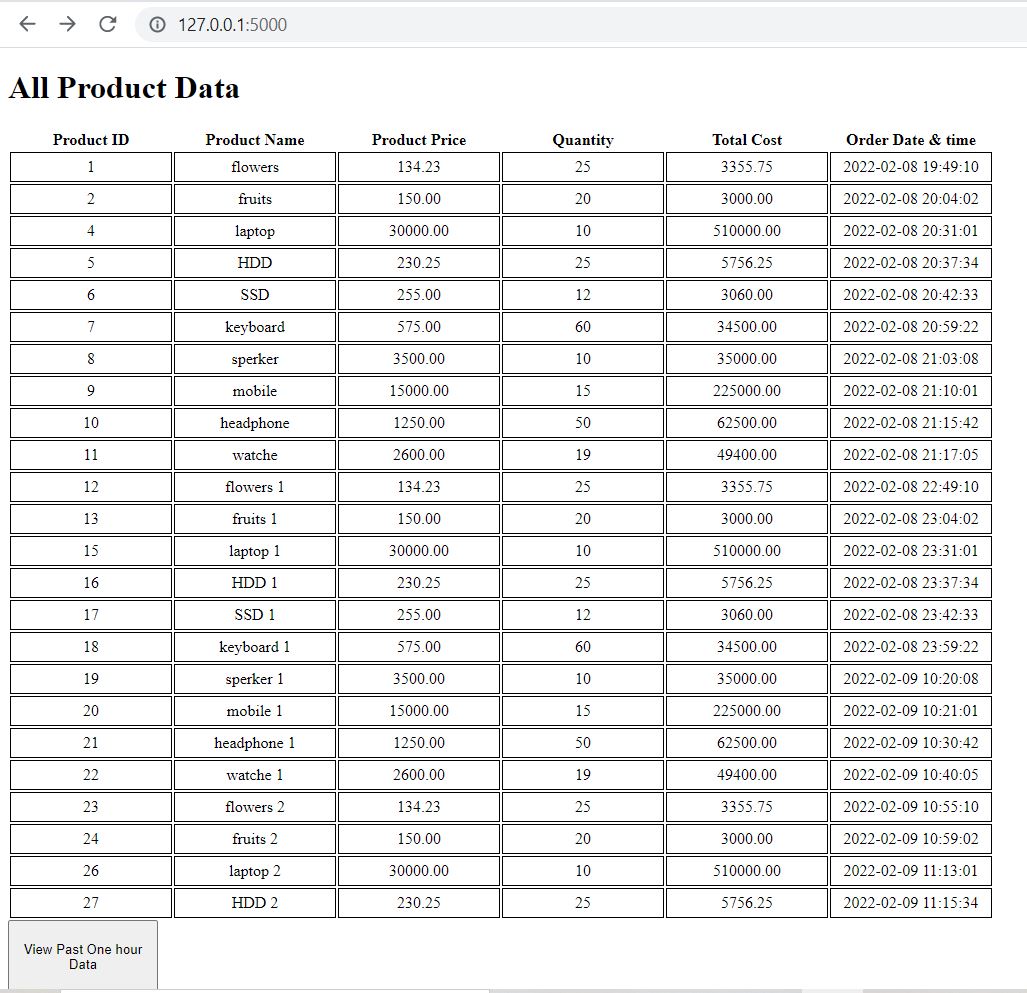 127.0.0.1:5000
All Product Data
Product ID Product Name Product Price Quantity Total Cost Order Date & time
1 flowers 134.23 25 3355.75 2022-02-08 19:49:10
2 fruits 150.00 20 3000.00 2022-02-08 20:04:02
4 laptop 30000.00 10 510000.00 2022-02-08 20:31:01
5 HDD 230.25 25 5756.25 2022-02-08 20:37:34
6 SSD 255.00 12 3060.00 2022-02-08 20:42:33
7 keyboard 575.00 60 34500.00 2022-02-08 20:59:22
8 sperker 3500.00 10 35000.00 2022-02-08 21:03:08
9 mobile 15000.00 15 225000.00 2022-02-08 21:10:01
10 headphone 1250.00 50 62500.00 2022-02-08 21:15:42
11 watche 2600.00 19 49400.00 2022-02-08 21:17:05
12 flowers 1 134.23 25 3355.75 2022-02-08 22:49:10
13 fruits 1 150.00 20 3000.00 2022-02-08 23:04:02
15 laptop 1 30000.00 10 510000.00 2022-02-08 23:31:01
16 HDD 1 230.25 25 5756.25 2022-02-08 23:37:34
17 SSD 1 255.00 12 3060.00 2022-02-08 23:42:33
18 keyboard 1 575.00 60 34500.00 2022-02-08 23:59:22
19 sperker 1 3500.00 10 35000.00 2022-02-09 10:20:08
20 mobile 1 15000.00 15 225000.00 2022-02-09 10:21:01
21 headphone 1 1250.00 50 62500.00 2022-02-09 10:30:42
22 watche 1 2600.00 19 49400.00 2022-02-09 10:40:05
23 flowers 2 134.23 25 3355.75 2022-02-09 10:55:10
24 fruits 2 150.00 20 3000.00 2022-02-09 10:59:02
26 laptop 2 30000.00 10 510000.00 2022-02-09 11:13:01
27 HDD 2 230.25 25 5756.25 2022-02-09 11:15:34
View Past One hour
Data